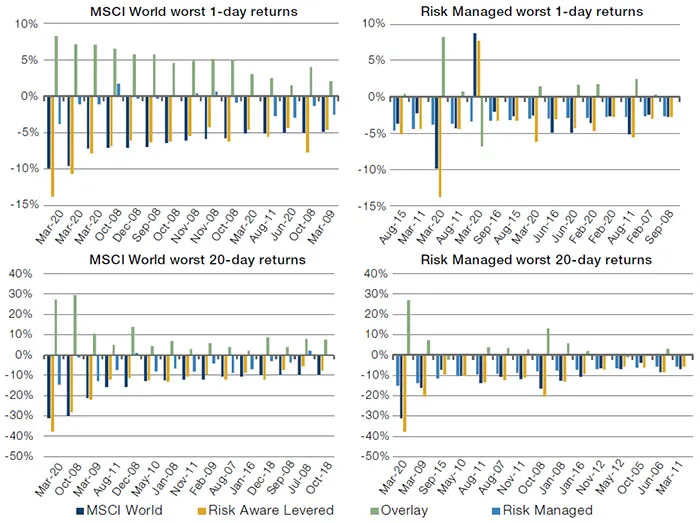 MSCI World worst 1-day returns
10%
5%
0%
-5%
-10%
-15%
Mar-20
Mar-20
Mar-20
Oct-08
Dec-08
Sep-08
Oct-08
Nov-08
Nov-08
Oct-08
Mar-20
Aug-11
Jun-20
Oct-08
Mar-09
Risk Managed worst 1-day returns
10%
5%
0%
-5%
-10%
-15%
Aug-15
Mar-11
Mar-20
Aug-11
Mar-20
Sep-16
Aug-15
Mar-20
Jun-16
Jun-20
Feb-20
Feb-20
Aug-11
Feb-07
Sep-08
MSCI World worst 20-day returns
40%
30%
20%
10%
0%
-10%
-20%
-30%
-40%
-50%
Mar-20
Oct-08
Mar-09
Aug-11
Dec-08
May-10
Jan-08
Nov-11
Feb-09
Aug-07
Jan-16
Dec-18
Sep-08
Jul-08
Oct-18
Risk Managed worst 20-day returns
40%
30%
20%
10%
0%
-10%
-20%
-30%
-40%
-50%
Mar-20
Mar-09
Sep-15
May-10
Aug-11
Aug-07
Nov-11
Oct-08
Jan-08
Jan-16
Nov-12
May-12
Oct-05
Jun-06
Mar-11
MSCI World
Risk Aware Levered
Overlay
Risk Managed